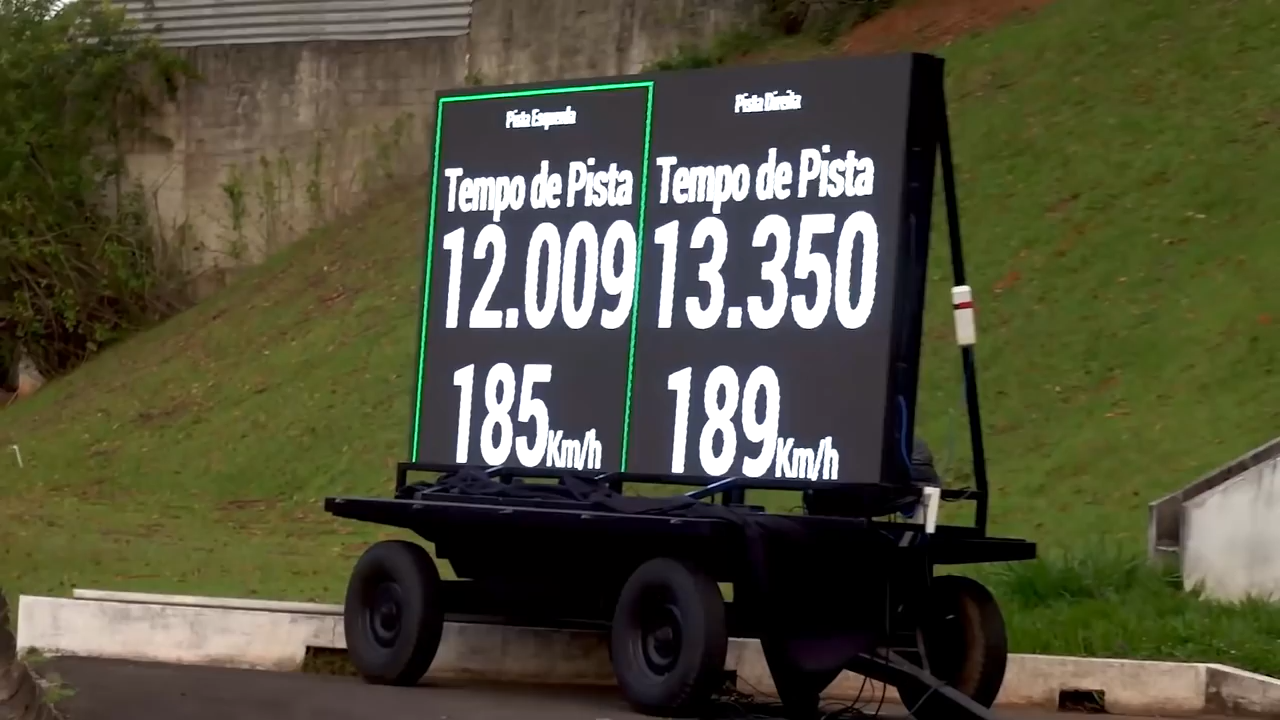 Pista Esquerda
Tempo de Pista
12.009
185Km/h
Pista Direita
Tempo de Pista
13.350
189Km/h